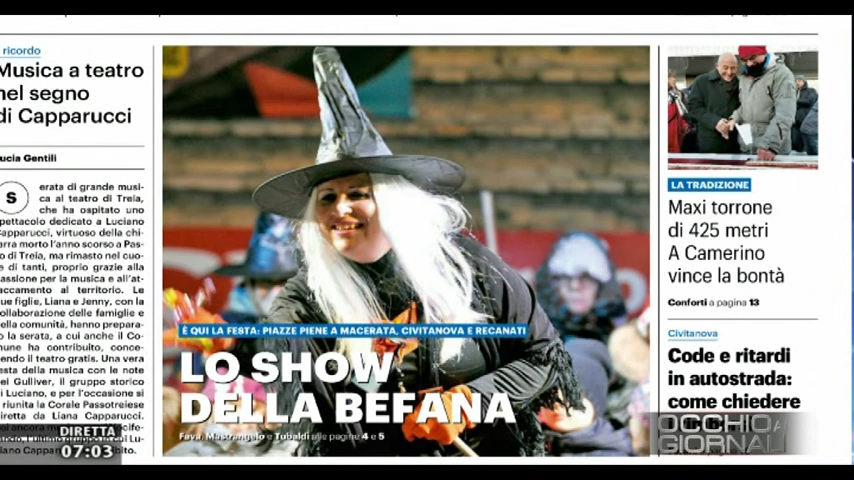 ricordo
Musica a teatro
nel segno
di Capparucci
ucia Gentili
S
erata di grande musi-
ca al teatro di Treia,
che ha ospitato uno
spettacolo dedicato a Luciano
Capparucci, virtuoso della chi-
tarra morto l'anno scorso a Pas-
so di Treia, ma rimasto nel cuo-
re di tanti, proprio grazie alla
passione per la musica e all'at-
taccamento al territorio. Le
due figlie, Liana e Jenny, con la
collaborazione delle famiglie e
della comunità, hanno prepara-
to la serata, a cui anche il Co-
mune ha contribuito, conce-
dendo il teatro gratis. Una vera
festa della musica con le note
dei Gulliver, il gruppo storico
di Luciano, e per l'occasione si
è riunita la Corale Passotreiese
diretta da Liana Capparucci.
È QUI LA FESTA: PIAZZE PIENE A MACERATA, CIVITANOVA E RECANATI
LO SHOW
DELLA BEFANA
Fava, Mastrangelo e Tubaldi alle pagine 4 e 5
LA TRADIZIONE
Maxi torrone
di 425 metri
A Camerino
vince la bontà
Conforti a pagina 13
Civitanova
Code e ritardi
in autostrada:
come chiedere
OCCHIO AI
GIORNALI
DIRETTA
07:03